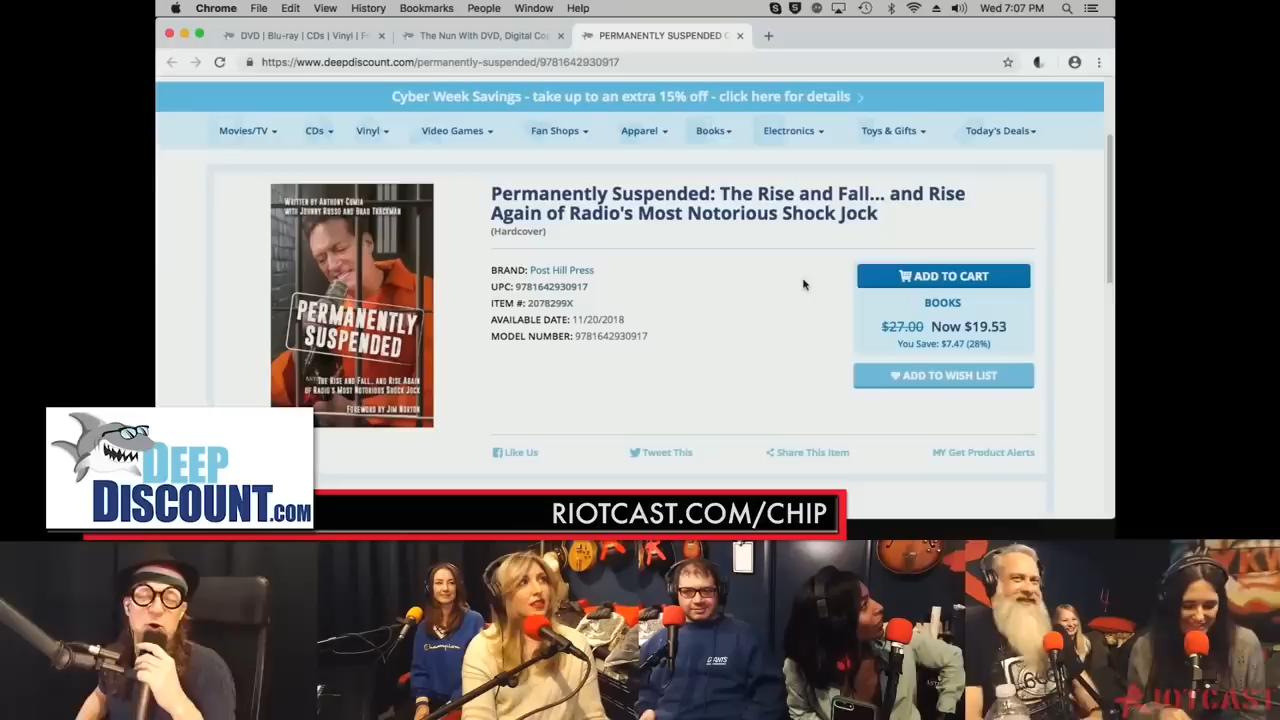 Chrome File Edit View History Bookmarks People Window Help
Wed 7:07 PM
DVD | Blu-ray | CDs | Vinyl |
The Nun With DVD, Digital Co
PERMANENTLY SUSPENDED
https://www.deepdiscount.com/permanently-suspended/9781642930917
Cyber Week Savings - take up to an extra 15% off - click here for details
Movies/TV CDs Vinyl Video Games Fan Shops Apparel Books Electronics Toys & Gifts Today's Deals
WRITTEN BY ANTHONY CUMIA
WITH JOHNNY RUSSO AND BRAD TRACKMAN
PERMANENTLY
SUSPENDED
THE RISE AND FALL... AND RISE AGAIN
OF RADIO'S MOST NOTORIOUS SHOCK JOCK
FOREWORD BY JIM NORTON
Permanently Suspended: The Rise and Fall... and Rise
Again of Radio's Most Notorious Shock Jock
(Hardcover)
BRAND: Post Hill Press
UPC: 9781642930917
ITEM #: 2078299X
AVAILABLE DATE: 11/20/2018
MODEL NUMBER: 9781642930917
ADD TO CART
BOOKS
$27.00 Now $19.53
You Save: $7.47 (28%)
ADD TO WISH LIST
Like Us
Tweet This
Share This Item
MY Get Product Alerts
DEEP
DISCOUNT.COM
RIOTCAST.COM/CHIP
Champion
GIANTS
RIOTCAST